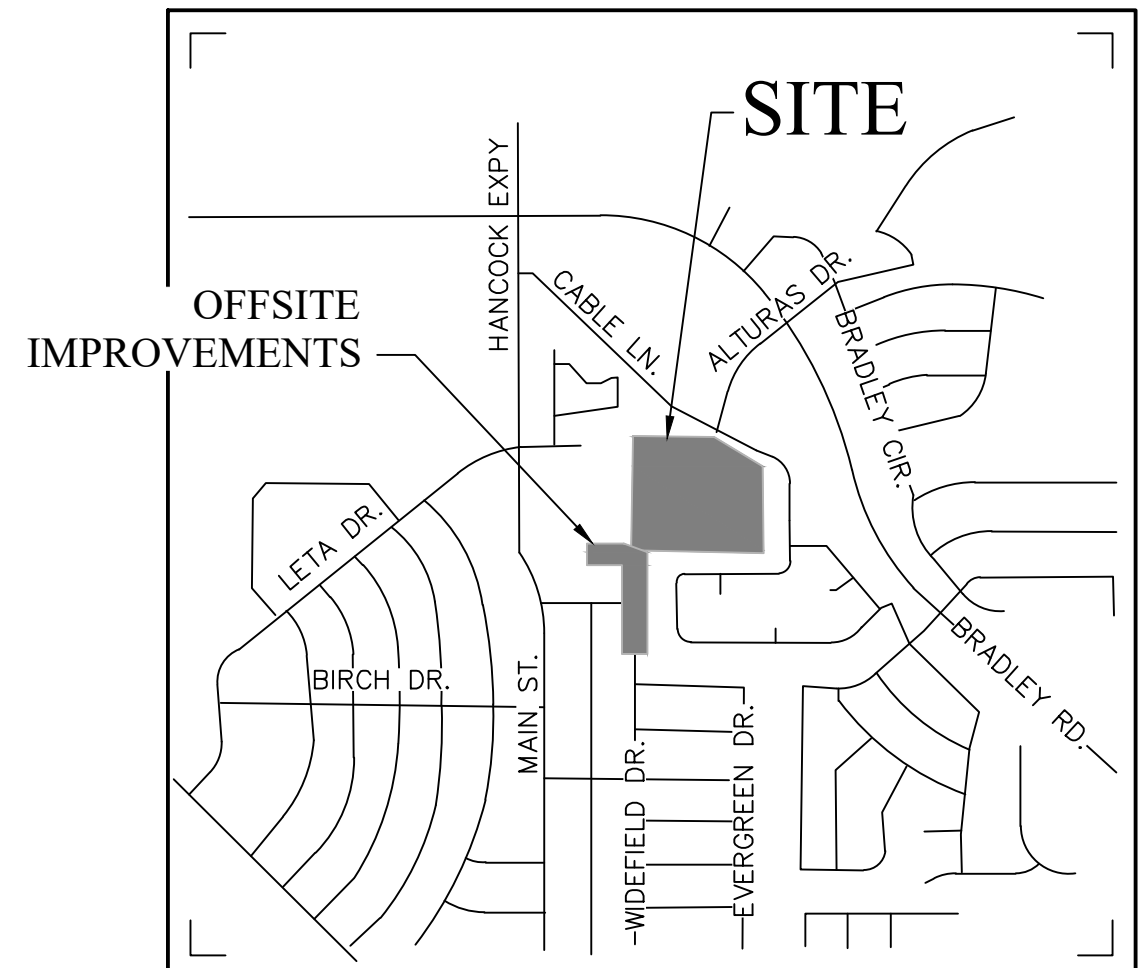 SITE
HANCOCK EXPY
CABLE LN.
ALTURAS DR.
OFFSITE
IMPROVEMENTS
BRADLEY CIR.
LETA DR.
BIRCH DR.
MAIN ST.
BRADLEY RD.
WIDEFIELD DR.
EVERGREEN DR.